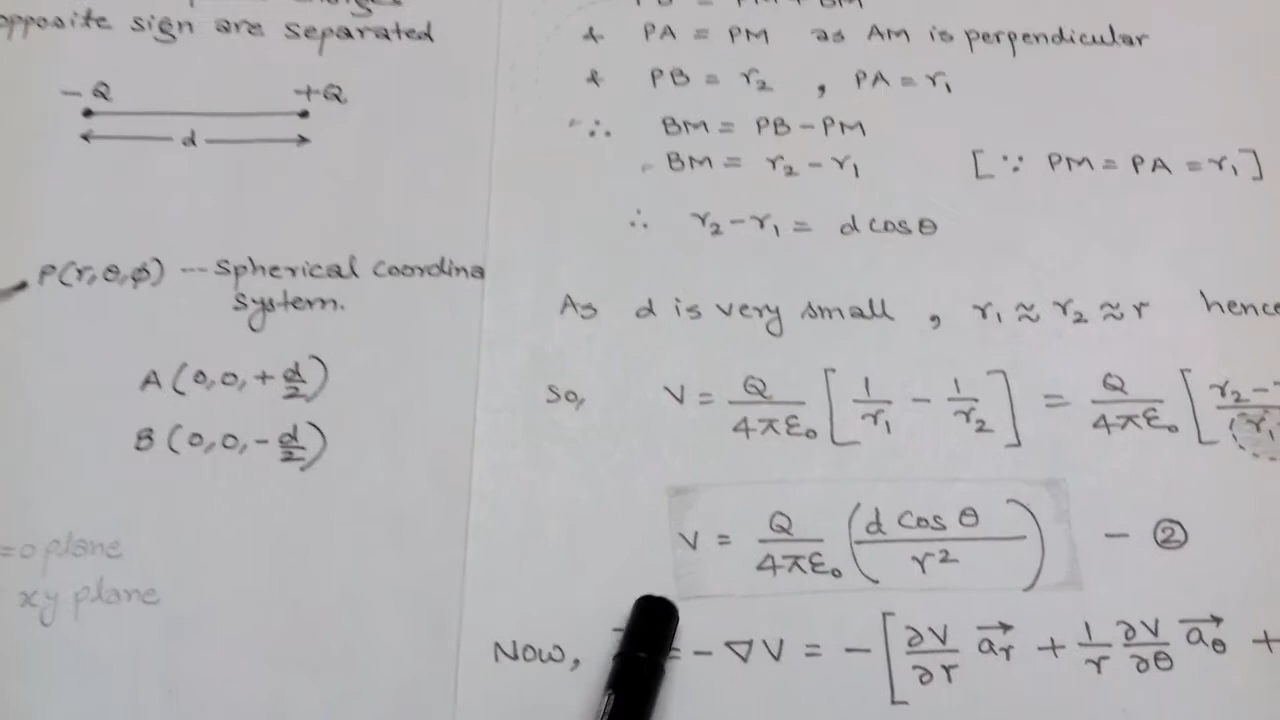 opposite sign are separated
-Q +Q
d
P(r,θ,ϕ) --- Spherical coordina
system.
A(0,0,+d/2)
B(0,0,-d/2)
=0 plane
xy plane
& PA = PM as AM is perpendicular
& PB = r₂ , PA = r₁
∴ BM = PB - PM
BM = r₂ - r₁ [∵ PM = PA = r₁]
∴ r₂ - r₁ = d cos θ
As d is very small , r₁ ≈ r₂ ≈ r hence
So, V = Q/4πε₀ [1/r₁ - 1/r₂] = Q/4πε₀ [r₂ - / r₁
V = Q/4πε₀ (d cos θ/r²) - ②
Now, = - ∇V = - [∂V/∂r a⃗r + 1/r ∂V/∂θ a⃗θ +